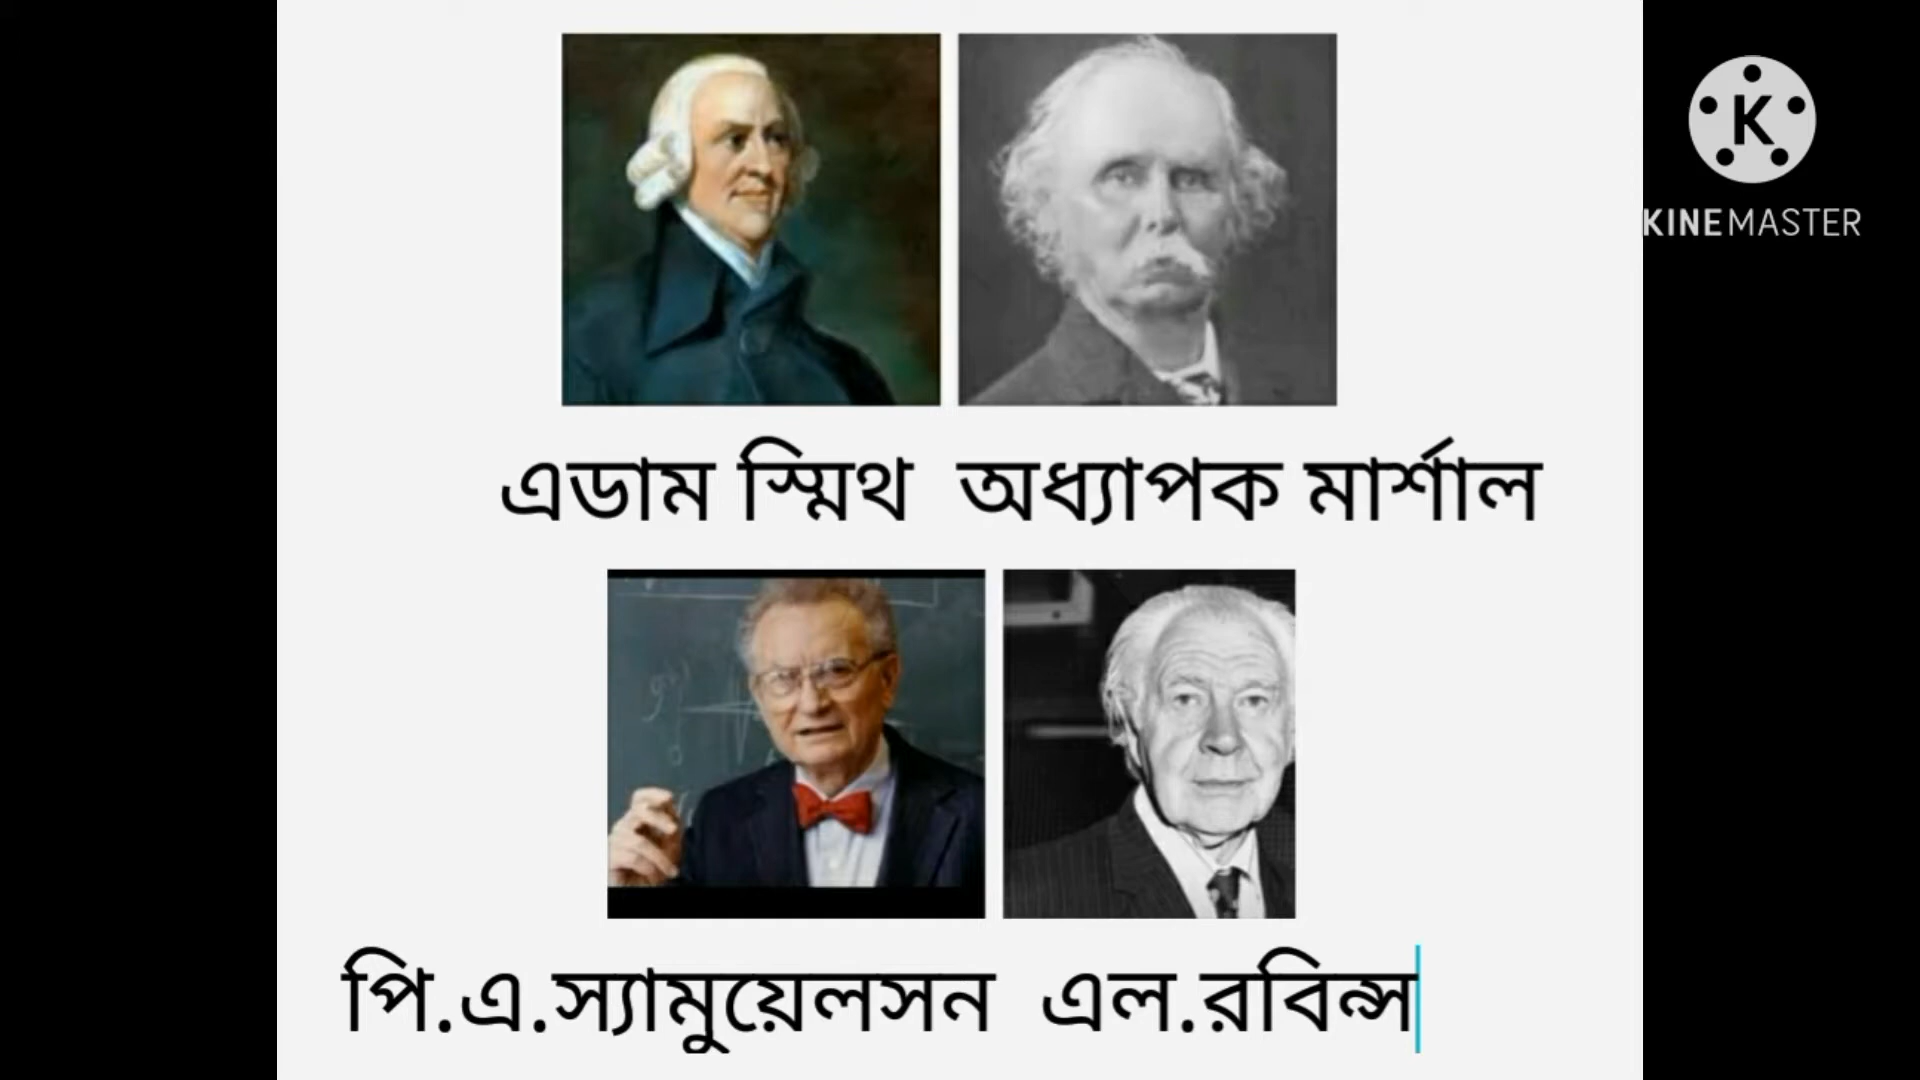 K
KINEMASTER
এডাম স্মিথ অধ্যাপক মার্শাল
পি.এ.স্যামুয়েলসন এল.রবিন্স